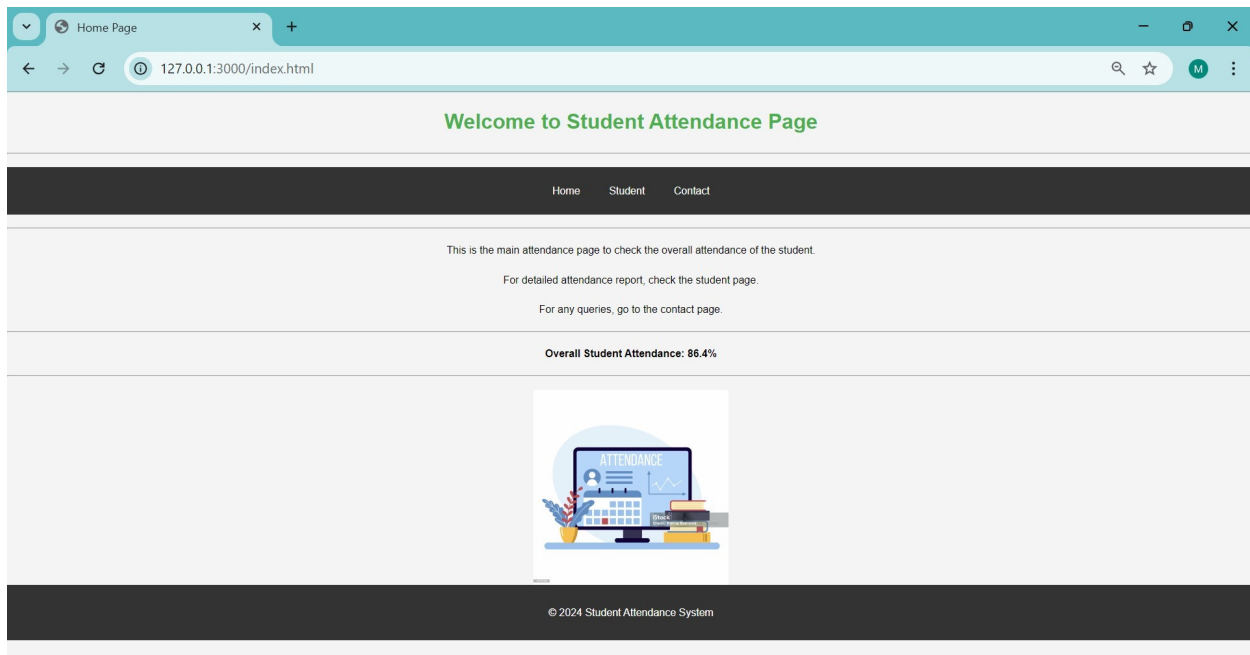 Home Page
127.0.0.1:3000/index.html
M
Welcome to Student Attendance Page
Home Student Contact
This is the main attendance page to check the overall attendance of the student.
For detailed attendance report, check the student page.
For any queries, go to the contact page.
Overall Student Attendance: 86.4%
ATTENDANCE
iStock
© 2024 Student Attendance System